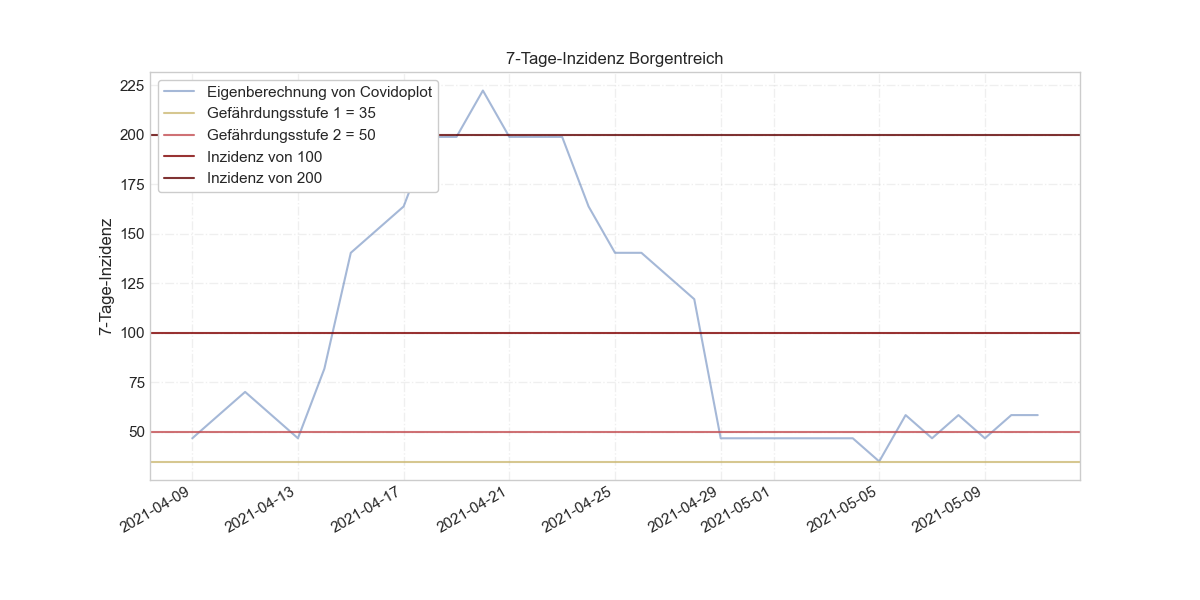 7-Tage-Inzidenz Borgentreich
Eigenberechnung von Covidoplot
Gefährdungsstufe 1 = 35
Gefährdungsstufe 2 = 50
Inzidenz von 100
Inzidenz von 200
7-Tage-Inzidenz
225
200
175
150
125
100
75
50
2021-04-09
2021-04-13
2021-04-17
2021-04-21
2021-04-25
2021-04-29
2021-05-01
2021-05-05
2021-05-09